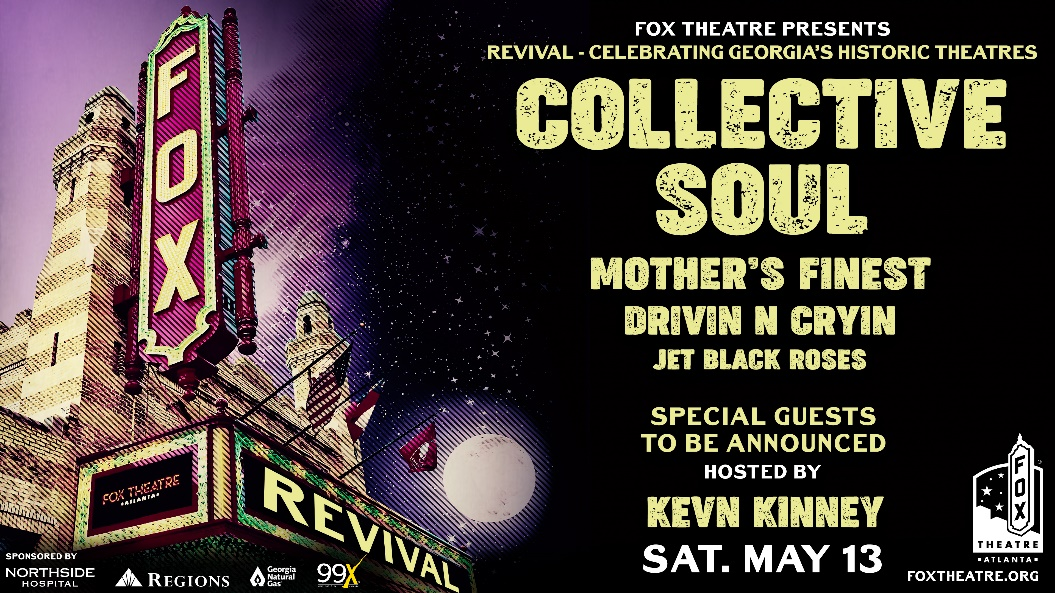 FOX
FOX THEATRE
•ATLANTA•
REVIVAL
SPONSORED BY
NORTHSIDE
HOSPITAL
REGIONS
Georgia
Natural
Gas
99X
FOX THEATRE PRESENTS
REVIVAL - CELEBRATING GEORGIA'S HISTORIC THEATRES
COLLECTIVE
SOUL
MOTHER'S FINEST
DRIVIN N CRYIN
JET BLACK ROSES
SPECIAL GUESTS
TO BE ANNOUNCED
HOSTED BY
KEVN KINNEY
SAT. MAY 13
FOX
THEATRE
•ATLANTA•
FOXTHEATRE.ORG